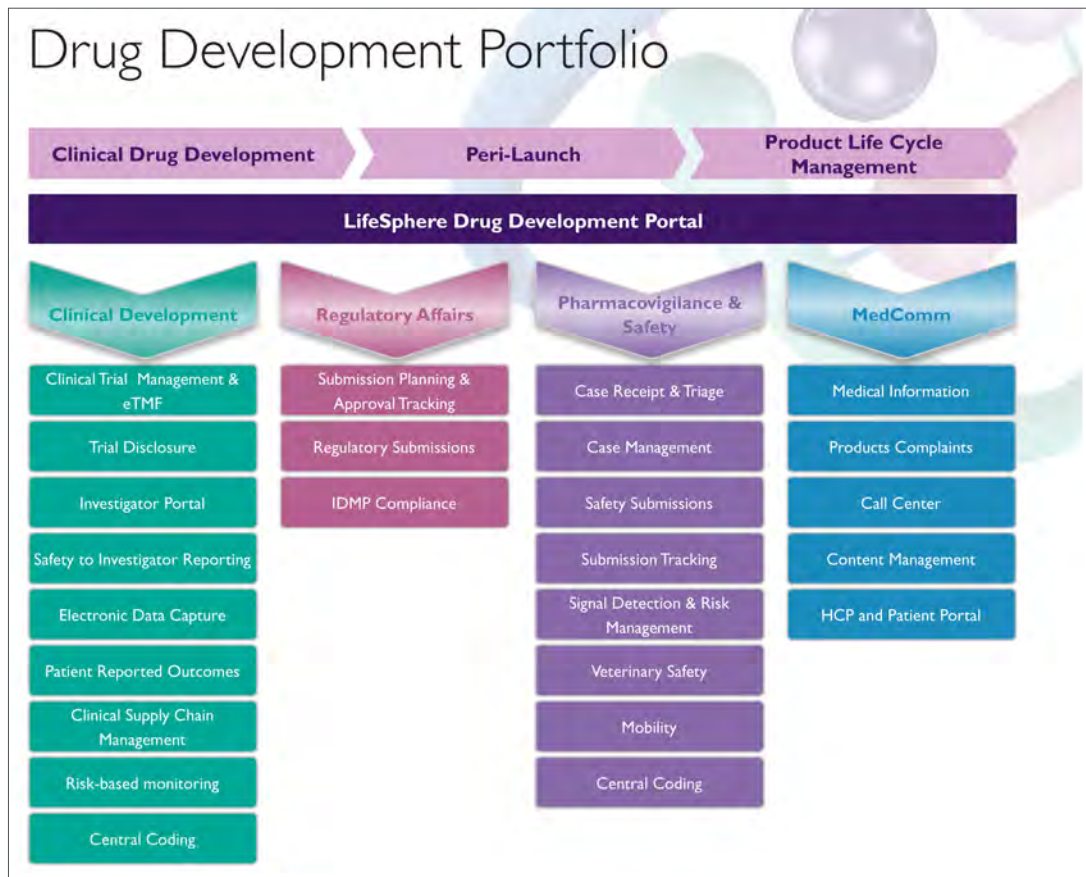 Drug Development Portfolio
Clinical Drug Development
Peri-Launch
Product Life Cycle
Management
LifeSphere Drug Development Portal
Clinical Development
Regulatory Affairs
Pharmacovigilance &
Safety
MedComm
Clinical Trial Management &
eTMF
Trial Disclosure
Investigator Portal
Safety to Investigator Reporting
Electronic Data Capture
Patient Reported Outcomes
Clinical Supply Chain
Management
Risk-based monitoring
Central Coding
Submission Planning &
Approval Tracking
Regulatory Submissions
IDMP Compliance
Case Receipt & Triage
Case Management
Safety Submissions
Submission Tracking
Signal Detection & Risk
Management
Veterinary Safety
Mobility
Central Coding
Medical Information
Products Complaints
Call Center
Content Management
HCP and Patient Portal